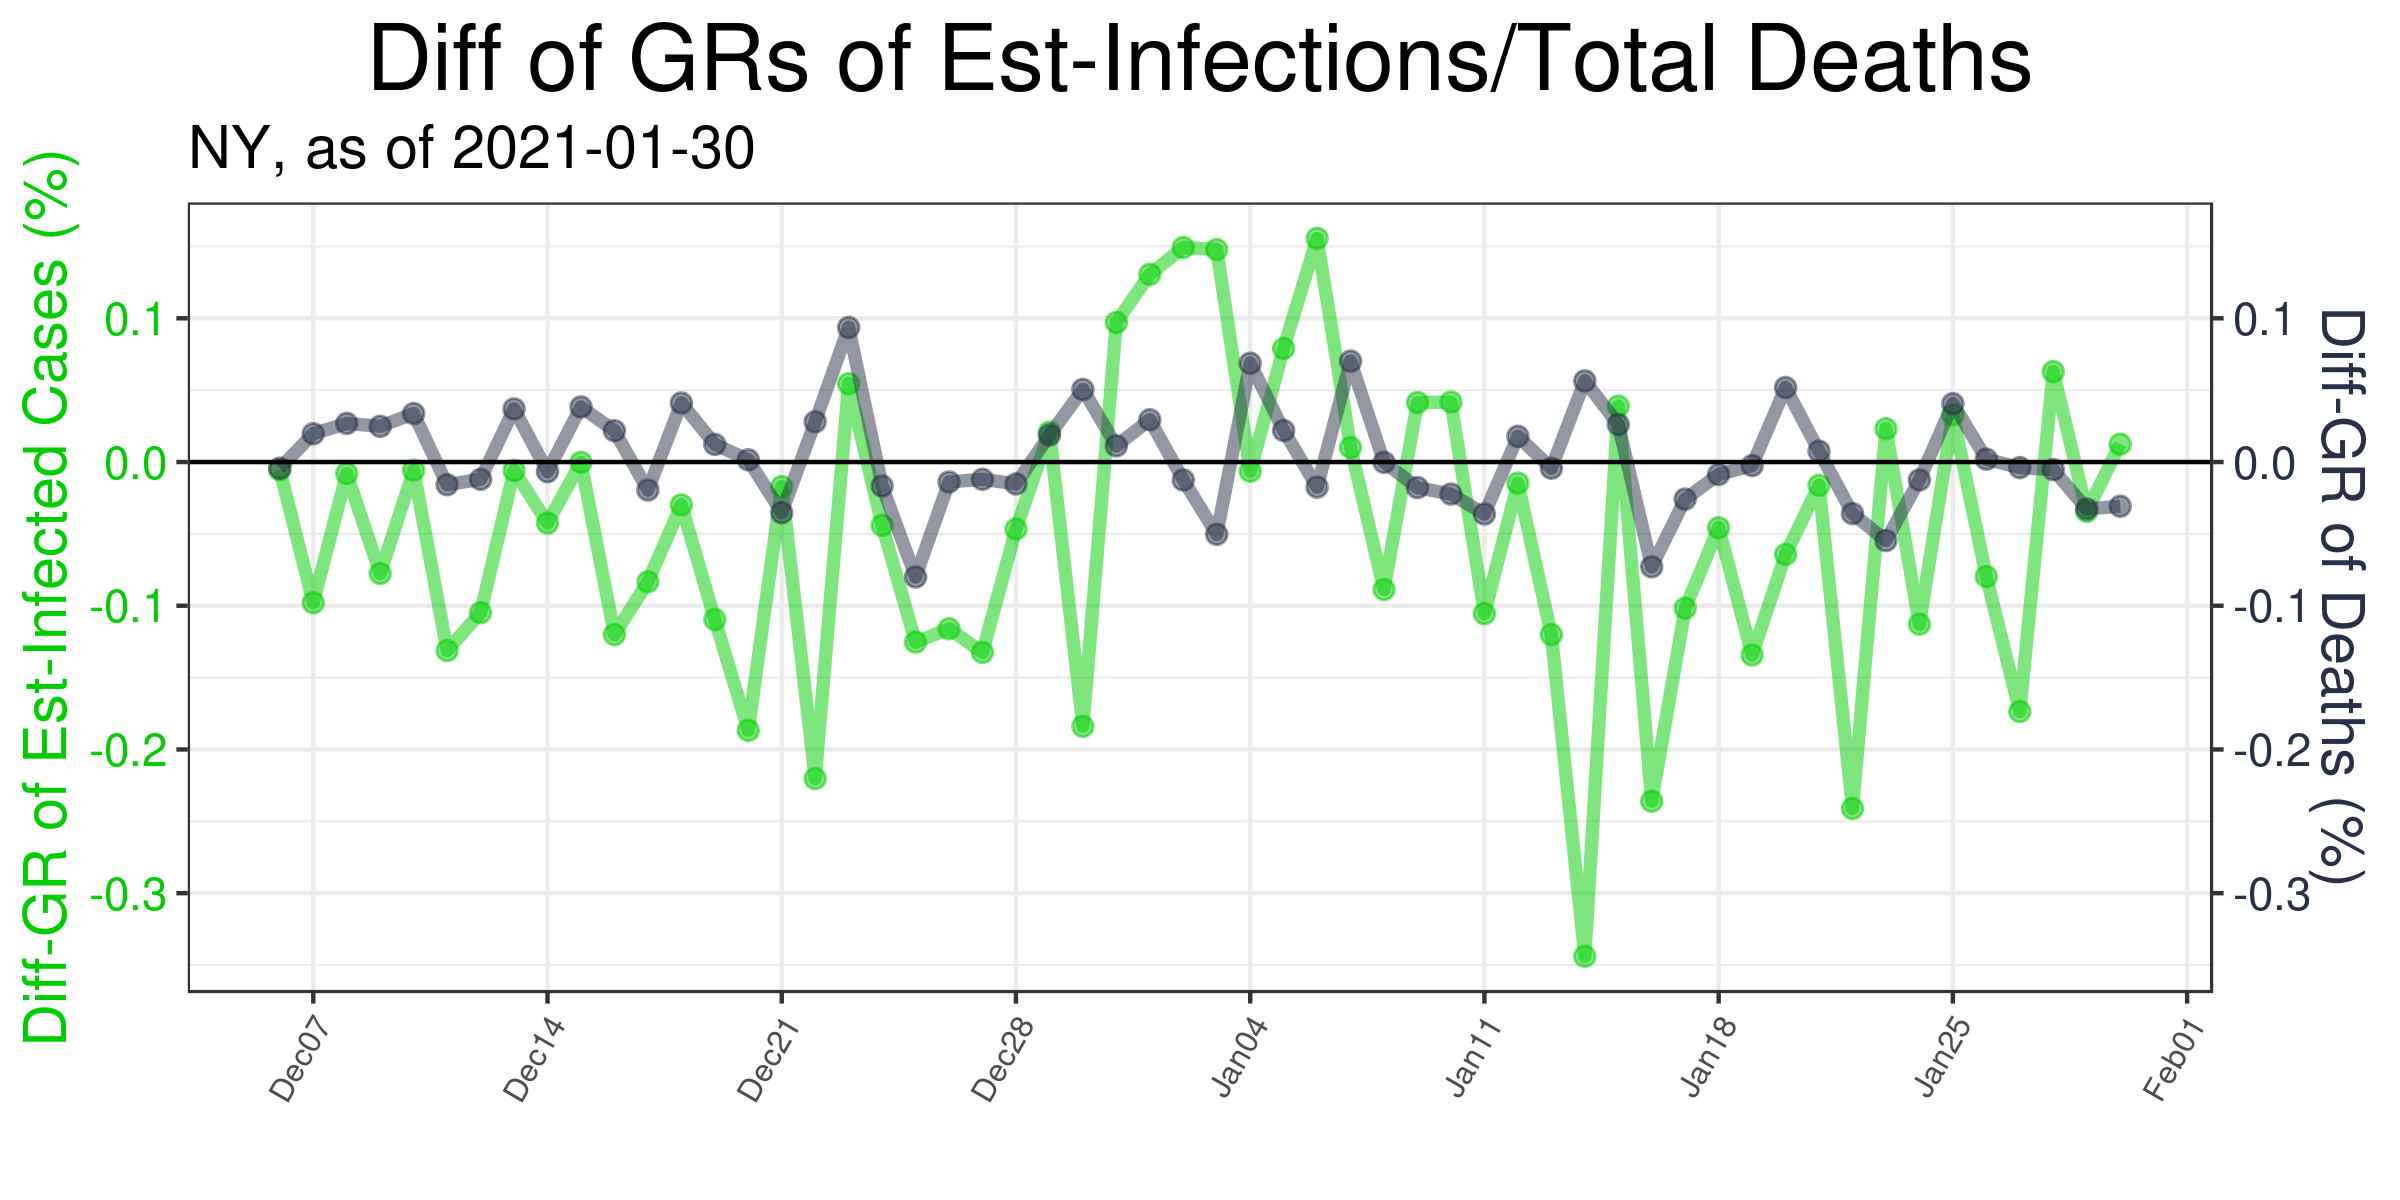 Diff of GRs of Est-Infections/Total Deaths
NY, as of 2021-01-30
Diff-GR of Est-Infected Cases (%)
0.1
0.0
-0.1
-0.2
-0.3
0.1
0.0
-0.1
-0.2
-0.3
Diff-GR of Deaths (%)
Dec07
Dec14
Dec21
Dec28
Jan04
Jan11
Jan18
Jan25
Feb01